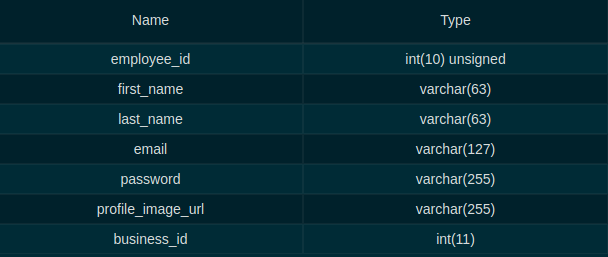 Name Type
employee_id int(10) unsigned
first_name varchar(63)
last_name varchar(63)
email varchar(127)
password varchar(255)
profile_image_url varchar(255)
business_id int(11)